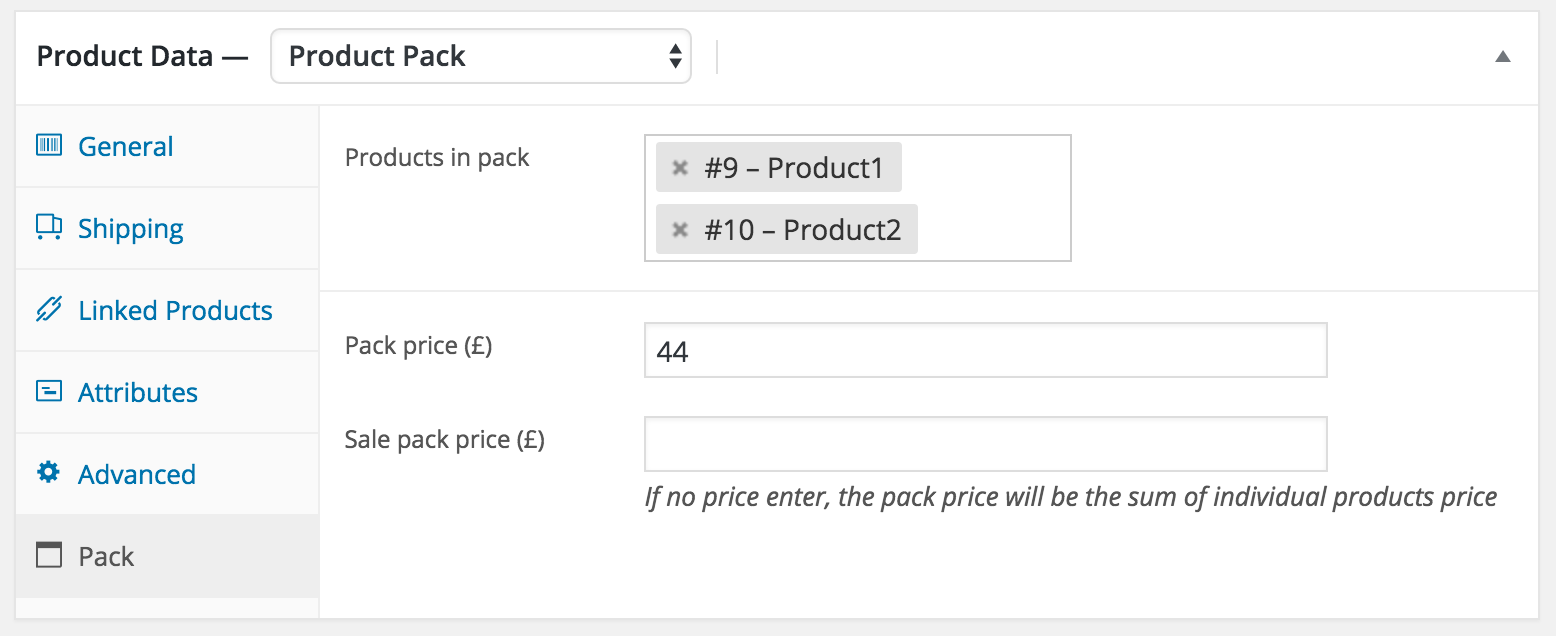 Product Data — Product Pack
General
Shipping
Linked Products
Attributes
Advanced
Pack
Products in pack
× #9 – Product1
× #10 – Product2
Pack price (£)
44
Sale pack price (£)
If no price enter, the pack price will be the sum of individual products price